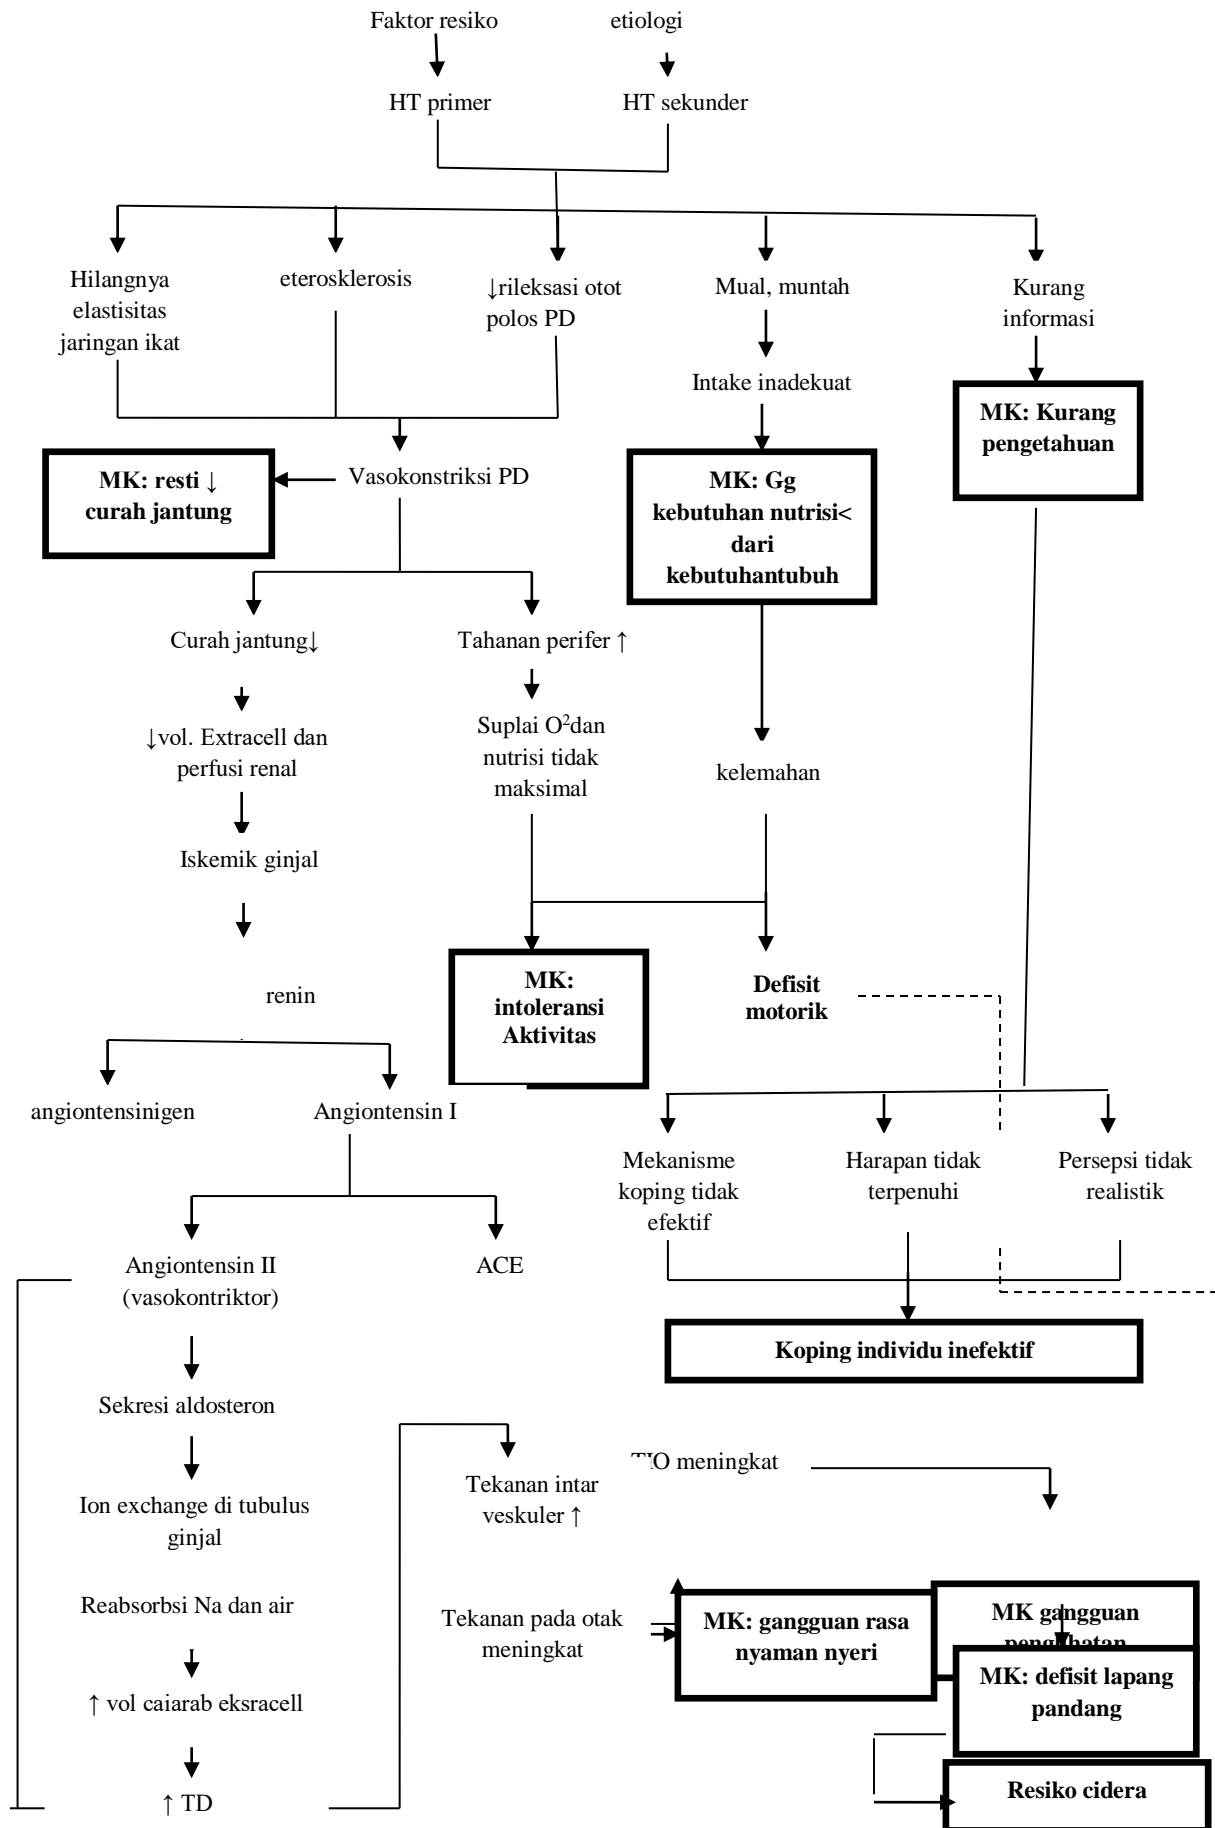 Faktor resiko
etiologi
HT primer
HT sekunder
Hilangnya
elastisitas
jaringan ikat
eterosklerosis
↓rileksasi otot
polos PD
Mual, muntah
Kurang
informasi
Intake inadekuat
MK: Kurang
pengetahuan
MK: resti ↓
curah jantung
Vasokonstriksi PD
MK: Gg
kebutuhan nutrisi<
dari
kebutuhantubuh
Curah jantung↓
Tahanan perifer ↑
↓vol. Extracell dan
perfusi renal
Suplai O²dan
nutrisi tidak
maksimal
kelemahan
Iskemik ginjal
renin
MK:
intoleransi
Aktivitas
Defisit
motorik
angiontensinigen
Angiontensin I
Mekanisme
koping tidak
efektif
Harapan tidak
terpenuhi
Persepsi tidak
realistik
Angiontensin II
(vasokontriktor)
ACE
Koping individu inefektif
Sekresi aldosteron
Tekanan intar
veskuler ↑
TIO meningkat
Ion exchange di tubulus
ginjal
Reabsorbsi Na dan air
Tekanan pada otak
meningkat
MK: gangguan rasa
nyaman nyeri
MK gangguan
penglihatan
MK: defisit lapang
pandang
↑ vol caiarab eksracell
Resiko cidera
↑ TD